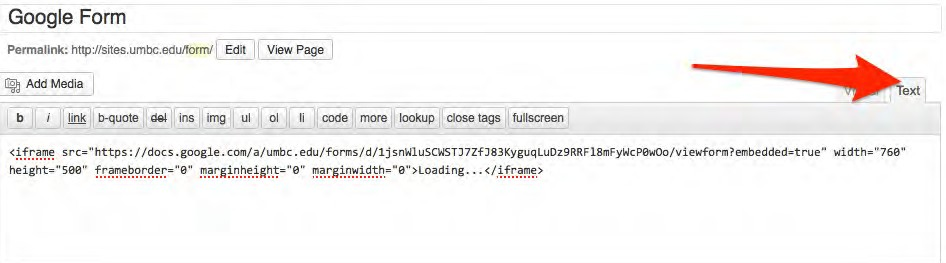 Google Form
Permalink: http://sites.umbc.edu/form/ Edit View Page
Add Media
Text
b i link b-quote del ins img ul ol li code more lookup close tags fullscreen
<iframe src="https://docs.google.com/a/umbc.edu/forms/d/1jsnWluSCWSTJ7ZfJ83KyguqLuDz9RRFl8mFyWcP0wOo/viewform?embedded=true" width="760"
height="500" frameborder="0" marginheight="0" marginwidth="0">Loading...</iframe>